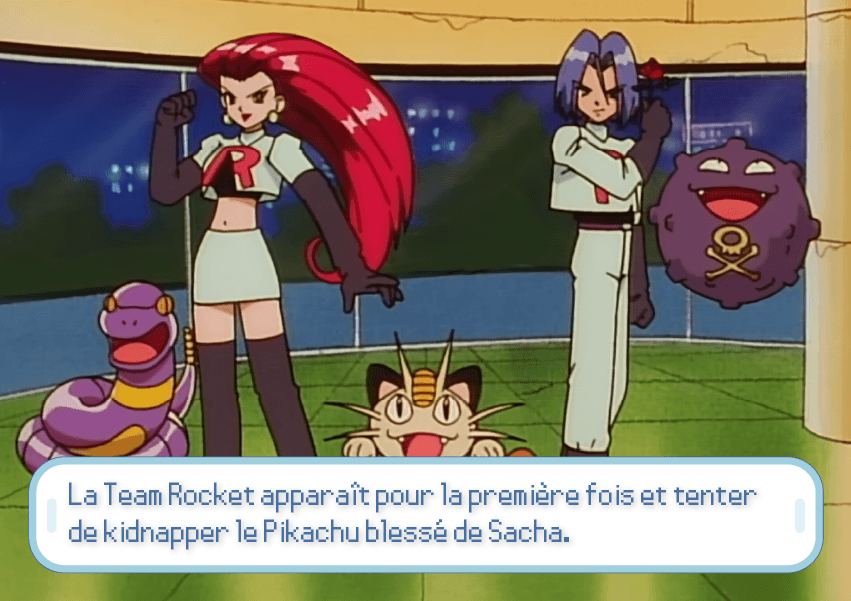 R
R
La Team Rocket apparaît pour la première fois et tenter
de kidnapper le Pikachu blessé de Sacha.